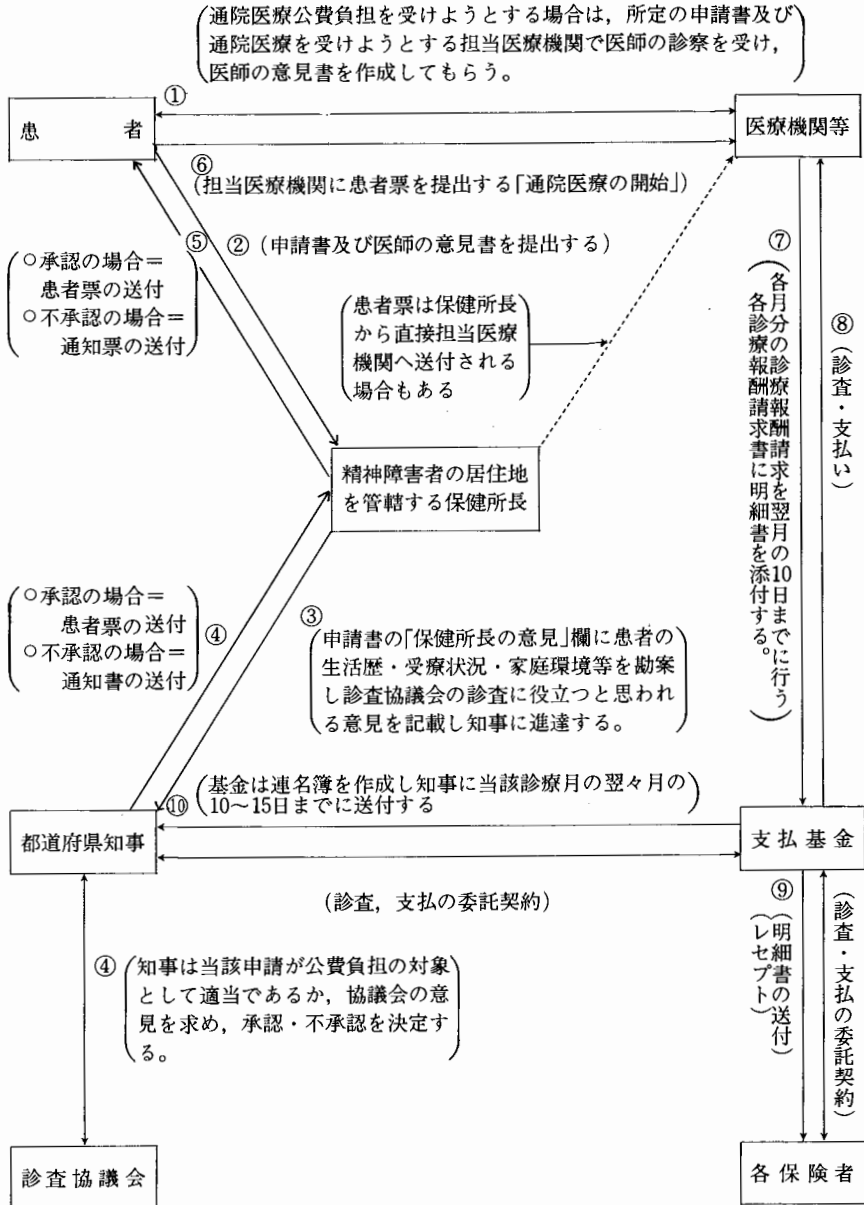 通院医療公費負担を受けようとする場合は，所定の申請書及び
通院医療を受けようとする担当医療機関で医師の診察を受け，
医師の意見書を作成してもらう。
①
患者
医療機関等
⑥
(担当医療機関に患者票を提出する「通院医療の開始」)
⑤
② (申請書及び医師の意見書を提出する)
○承認の場合＝
患者票の送付
○不承認の場合＝
通知票の送付
患者票は保健所長
から直接担当医療
機関へ送付される
場合もある
⑦
各月分の診療報酬請求を翌月の10日までに行う
各診療報酬請求書に明細書を添付する。
⑧ (診査・支払い)
精神障害者の居住地
を管轄する保健所長
○承認の場合＝
患者票の送付
○不承認の場合＝
通知書の送付
④
③
申請書の「保健所長の意見」欄に患者の
生活歴・受療状況・家庭環境等を勘案
し診査協議会の診査に役立つと思われ
る意見を記載し知事に進達する。
⑩
基金は連名簿を作成し知事に当該診療月の翌々月の
10～15日までに送付する
都道府県知事
支払基金
(診査，支払の委託契約)
④
知事は当該申請が公費負担の対象
として適当であるか，協議会の意
見を求め，承認・不承認を決定す
る。
⑨
(明細書の送付)
(レセプト)
(診査・支払の委託契約)
診査協議会
各保険者